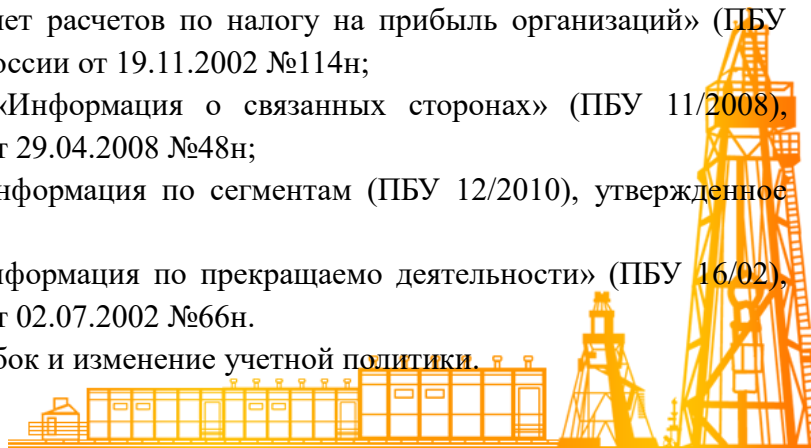 нет расчетов по налогу на прибыль организаций» (ПБУ
оссии от 19.11.2002 №114н;
«Информация о связанных сторонах» (ПБУ 11/2008),
т 29.04.2008 №48н;
нформация по сегментам (ПБУ 12/2010), утвержденное
формация по прекращаемо деятельности» (ПБУ 16/02),
т 02.07.2002 №66н.
бок и изменение учетной политики.